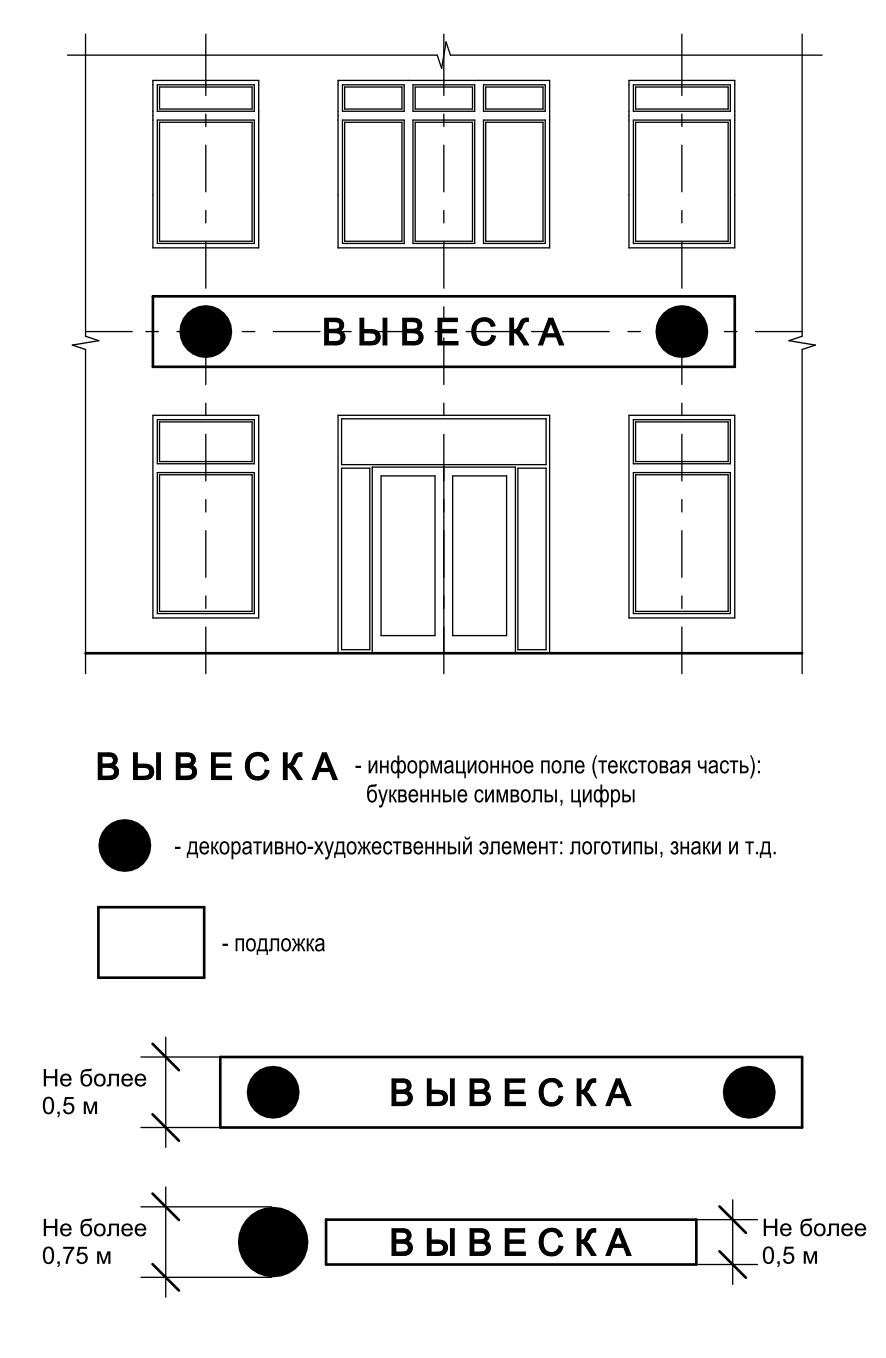 ВЫВЕСКА
ВЫВЕСКА - информационное поле (текстовая часть):
буквенные символы, цифры
- декоративно-художественный элемент: логотипы, знаки и т.д.
- подложка
Не более
0,5 м
ВЫВЕСКА
Не более
0,75 м
ВЫВЕСКА
Не более
0,5 м